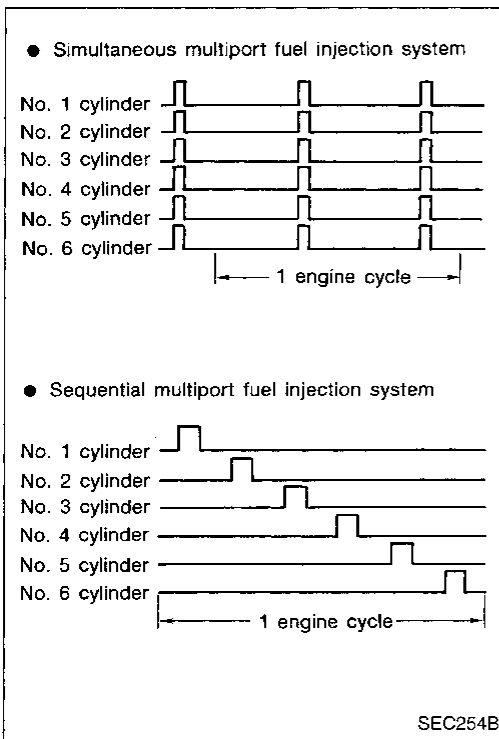 ● Simultaneous multiport fuel injection system
No. 1 cylinder
No. 2 cylinder
No. 3 cylinder
No. 4 cylinder
No. 5 cylinder
No. 6 cylinder
1 engine cycle
● Sequential multiport fuel injection system
No. 1 cylinder
No. 2 cylinder
No. 3 cylinder
No. 4 cylinder
No. 5 cylinder
No. 6 cylinder
1 engine cycle
SEC254B